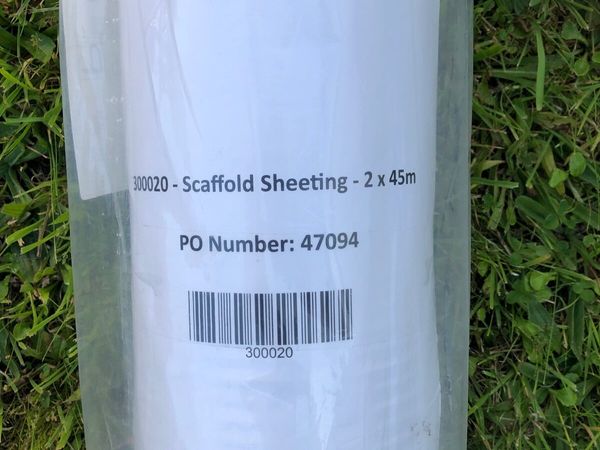 300020 - Scaffold Sheeting - 2 x 45m
PO Number: 47094
300020